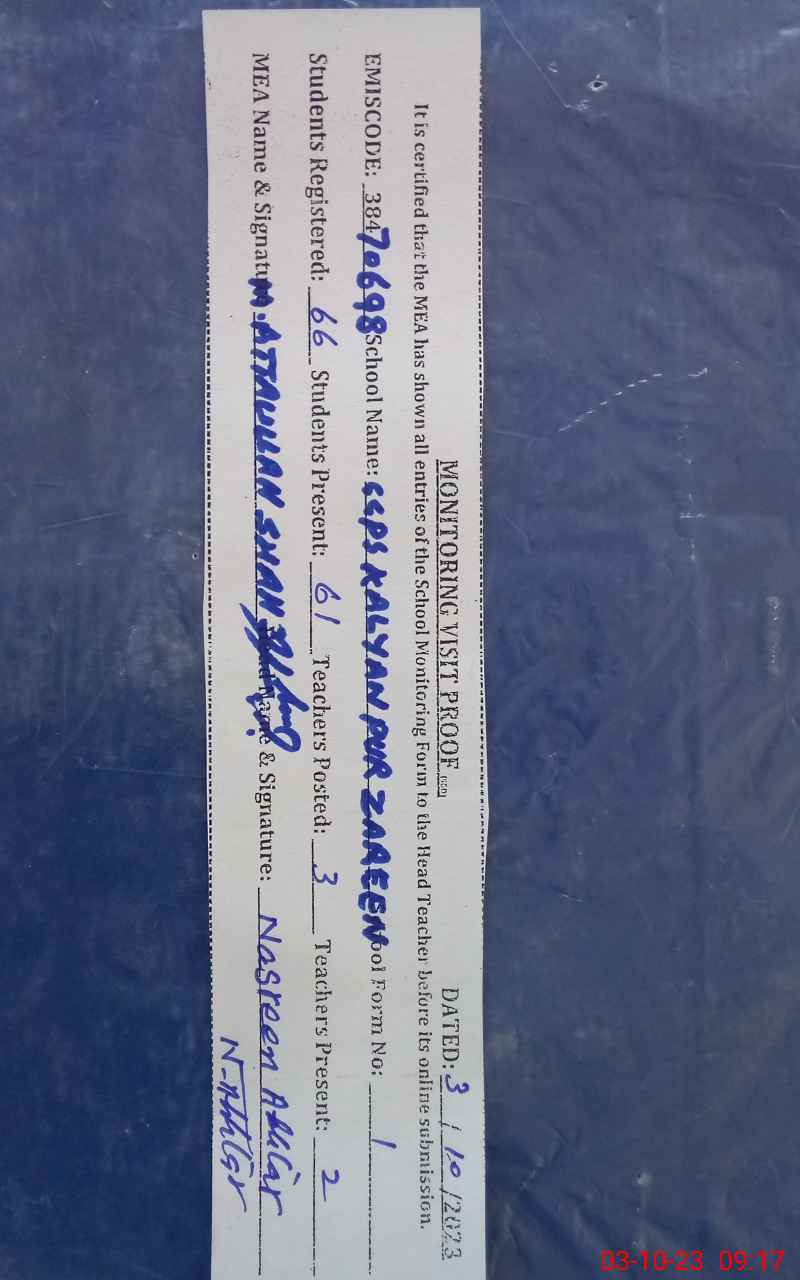 MONITORING VISIT PROOF DATED: 3 / 10 /2023
It is certified that the MEA has shown all entries of the School Monitoring Form to the Head Teacher before its online submission.
EMISCODE: 38470698 School Name: GGPS KALYAN PUR ZAREEN ool Form No: 1
Students Registered: 66 Students Present: 61 Teachers Posted: 3 Teachers Present: 2
MEA Name & Signatu M. ATTAULLAH SHAH Name & Signature: Nasreen Akhtar
N-Akhtar
03-10-23 09:17